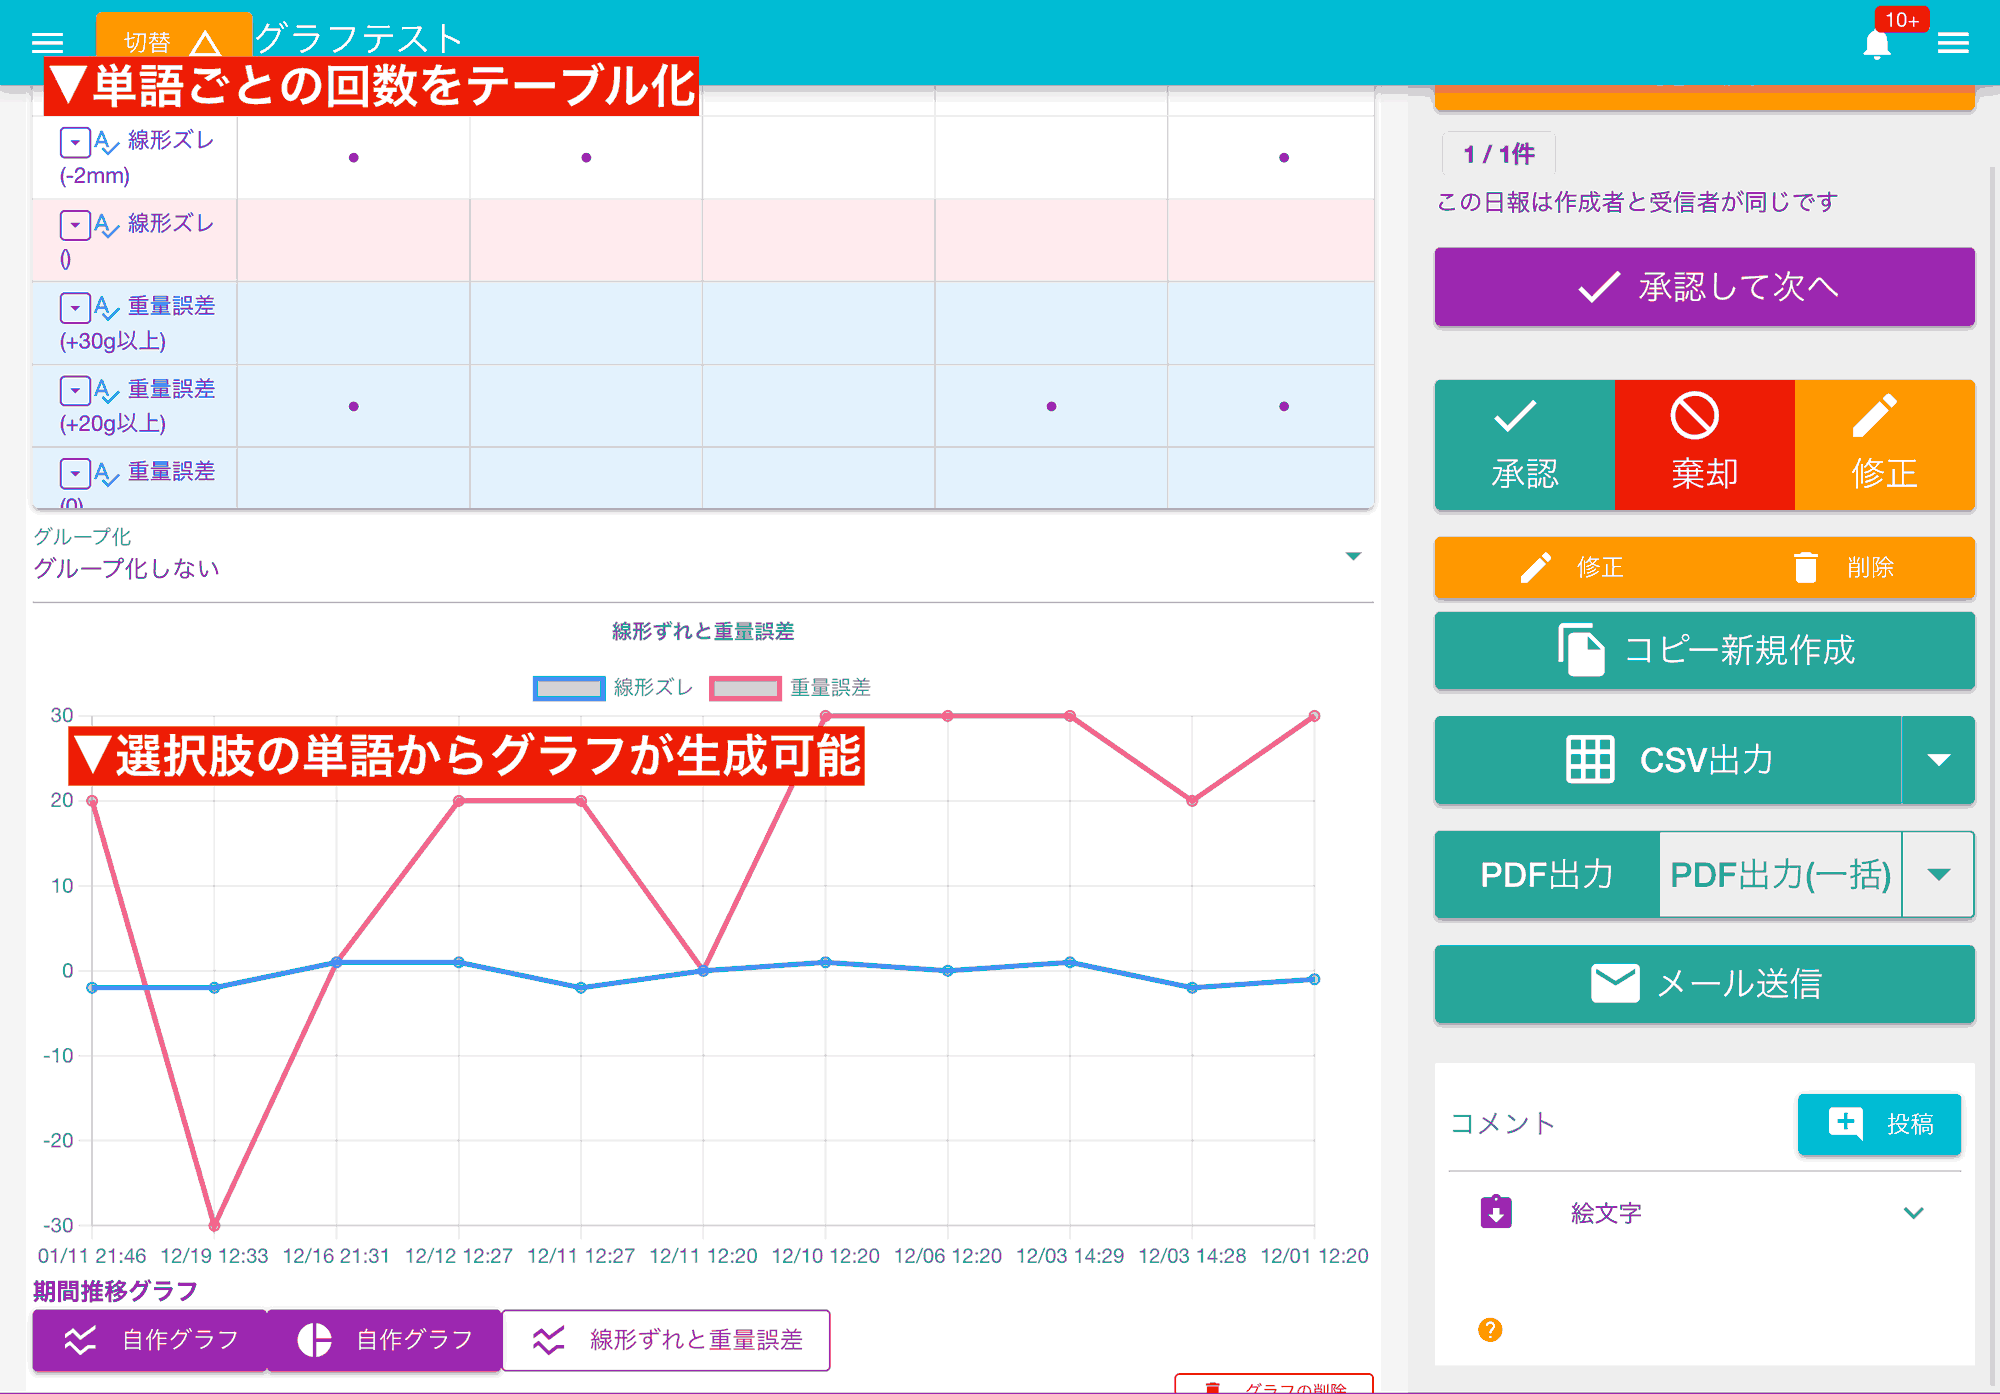 切替
グラフテスト
10+
▼単語ごとの回数をテーブル化
線形ズレ
(-2mm)
線形ズレ
()
重量誤差
(+30g以上)
重量誤差
(+20g以上)
重量誤差
(0)
グループ化
グループ化しない
線形ずれと重量誤差
線形ズレ
重量誤差
▼選択肢の単語からグラフが生成可能
30
20
10
0
-10
-20
-30
01/11 21:46 12/19 12:33 12/16 21:31 12/12 12:27 12/11 12:27 12/11 12:20 12/10 12:20 12/06 12:20 12/03 14:29 12/03 14:28 12/01 12:20
期間推移グラフ
自作グラフ
自作グラフ
線形ずれと重量誤差
グラフの削除
1 / 1件
この日報は作成者と受信者が同じです
承認して次へ
承認
棄却
修正
修正
削除
コピー新規作成
CSV出力
PDF出力
PDF出力(一括)
メール送信
コメント
投稿
絵文字
?